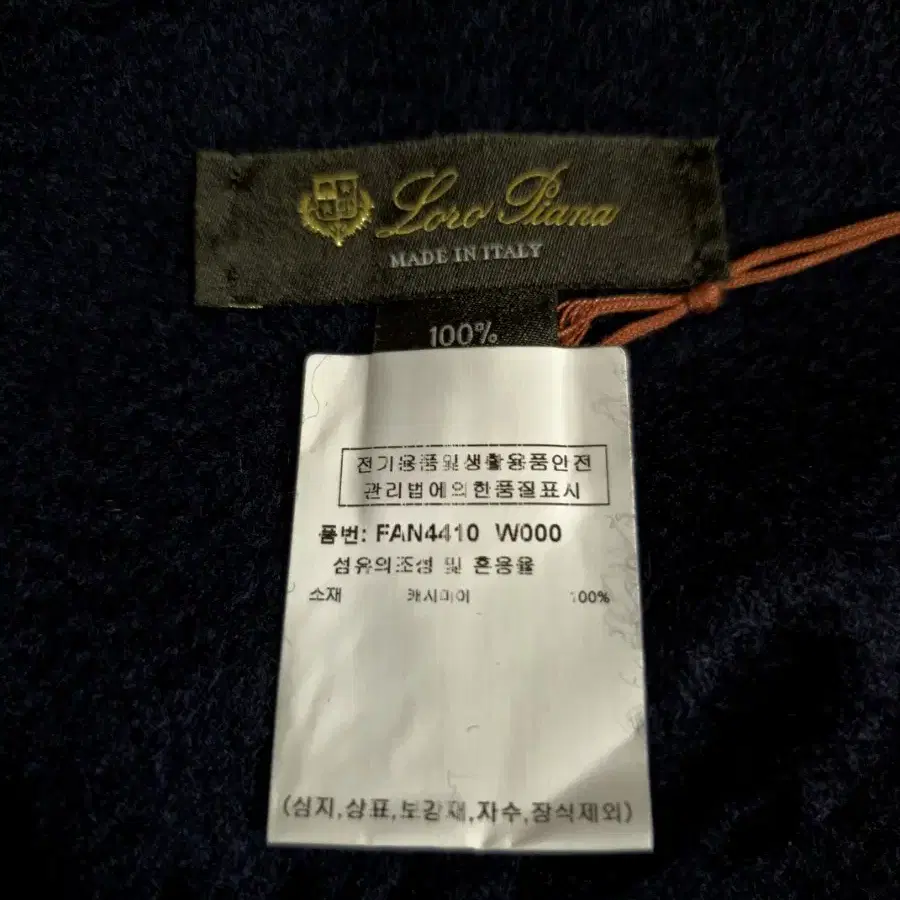 Loro Piana
MADE IN ITALY
100%
전기용품및생활용품안전
관리법에의한품질표시
품번: FAN4410 W000
섬유의조성 및 혼용율
소재 캐시미어 100%
(심지,상표,보강재,자수,장식제외)